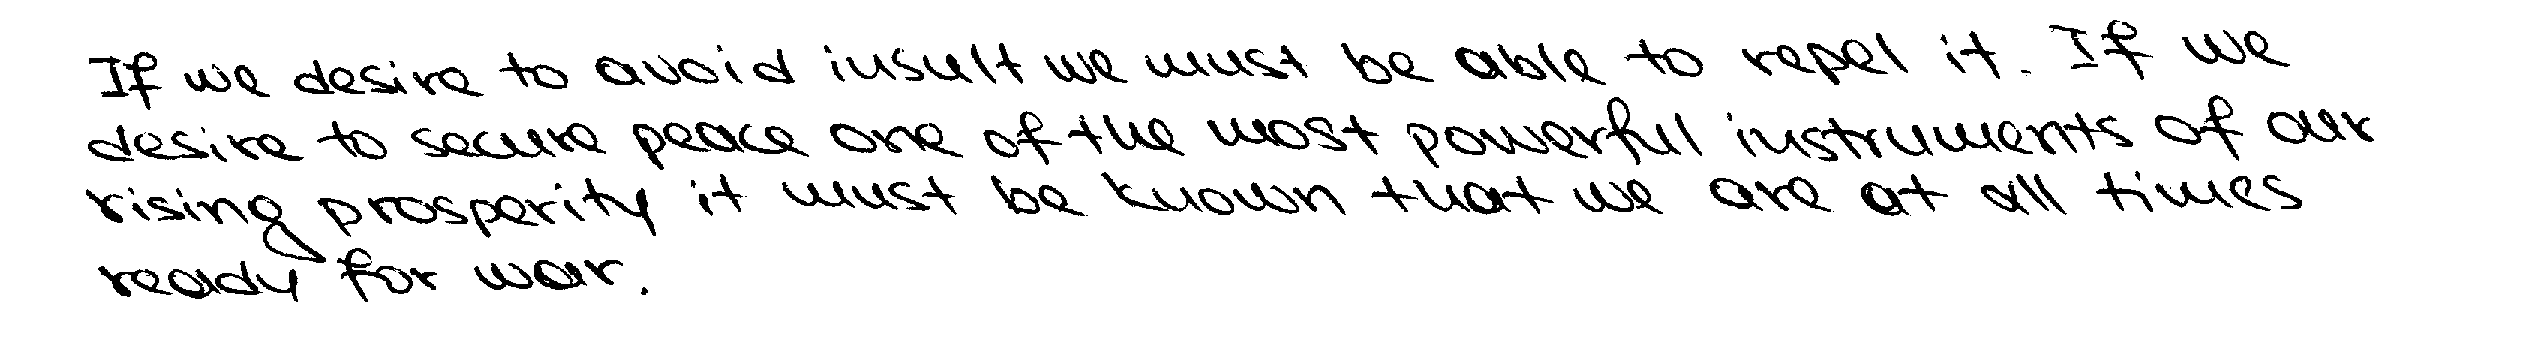 If we desire to avoid insult we must be able to repel it. If we
desire to secure peace one of the most powerful instruments of our
rising prosperity it must be known that we are at all times
ready for war.